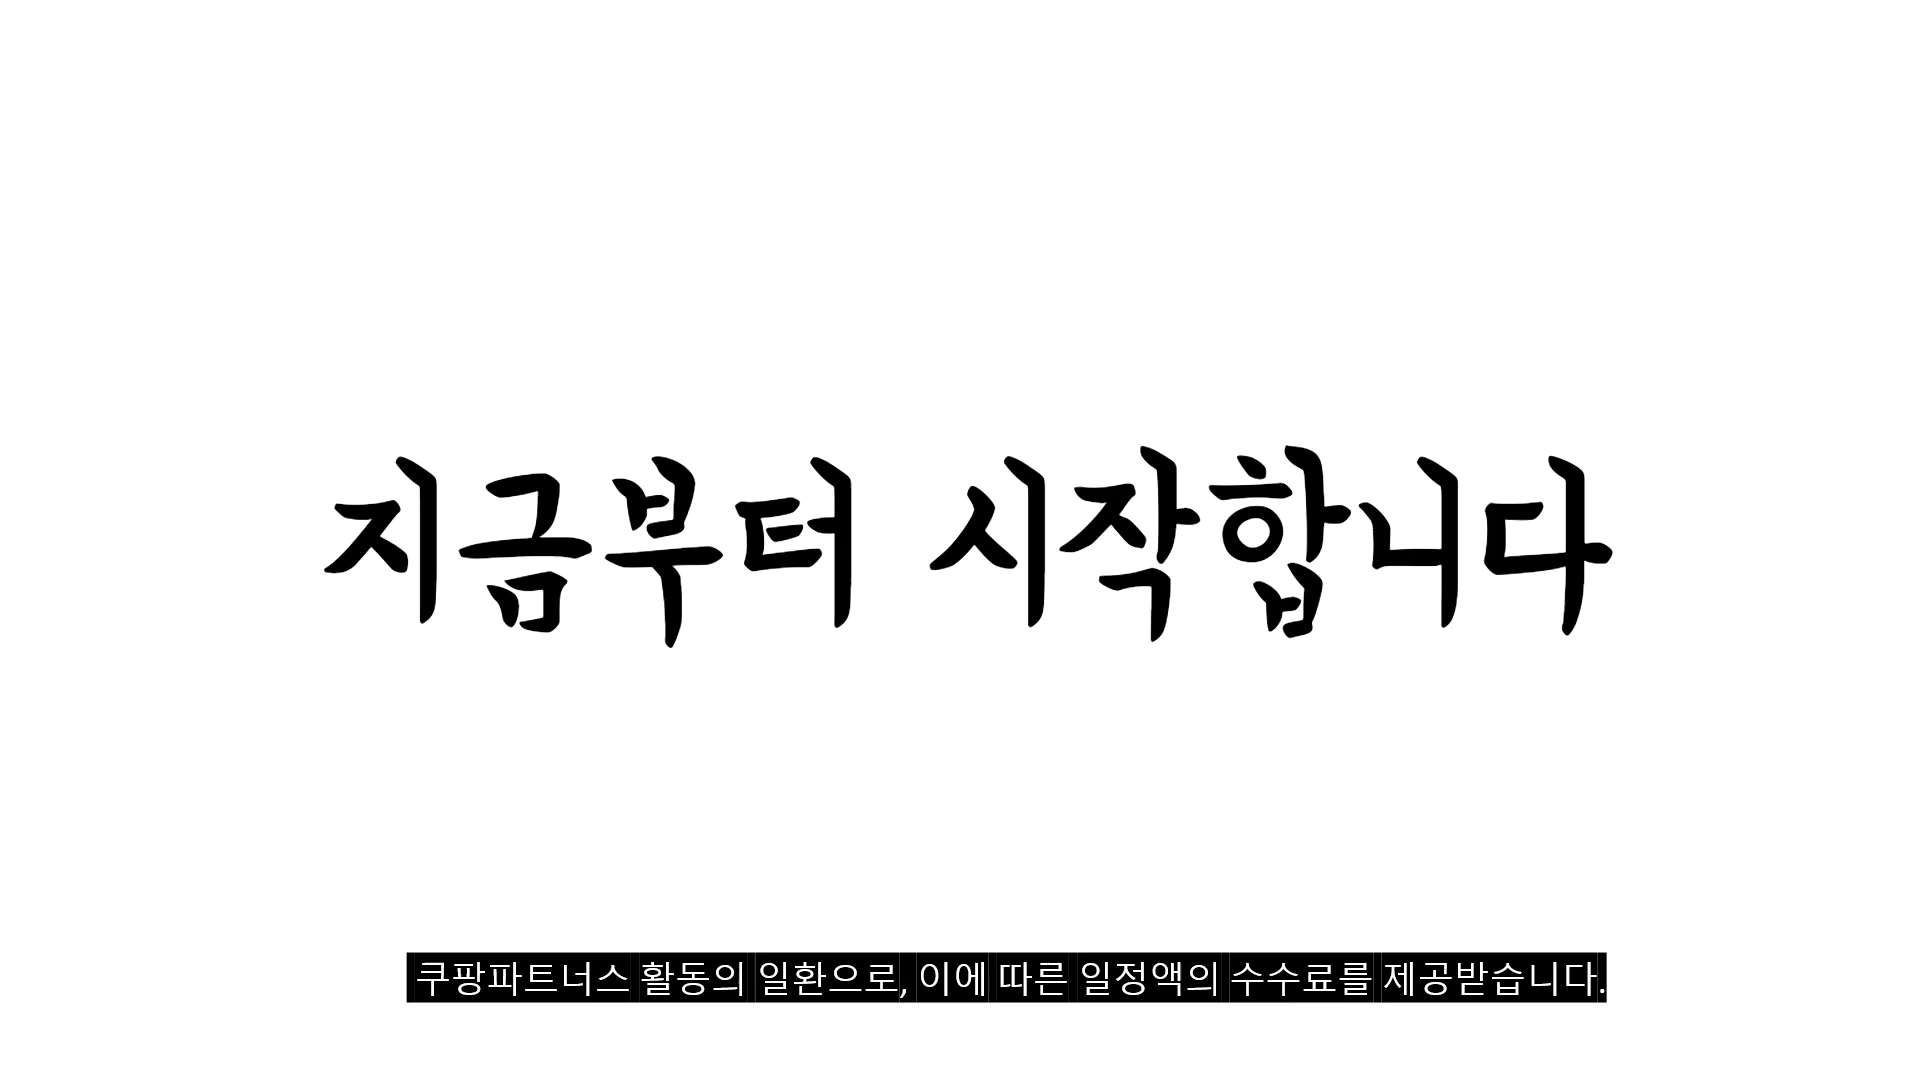 지금부터 시작합니다
쿠팡파트너스 활동의 일환으로, 이에 따른 일정액의 수수료를 제공받습니다.